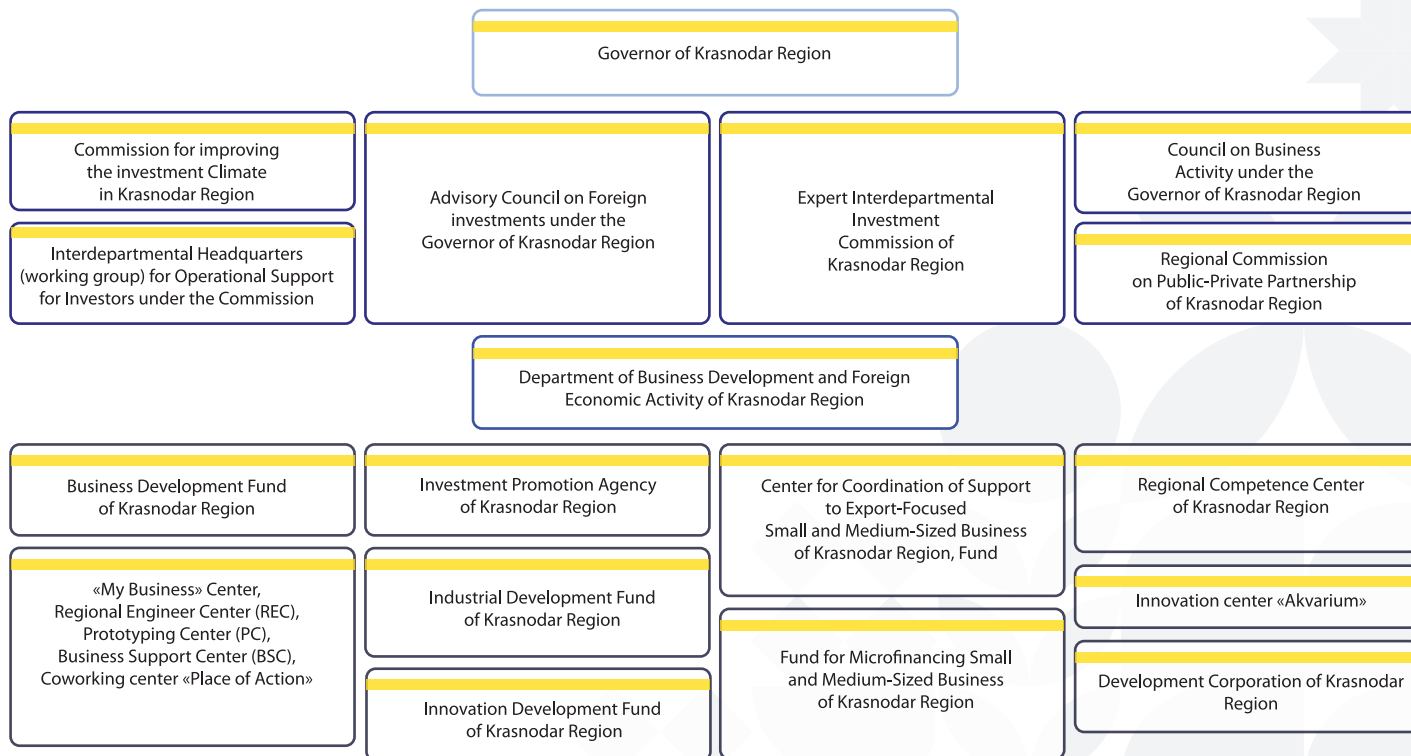 Governor of Krasnodar Region
Commission for improving
the investment Climate
in Krasnodar Region
Interdepartmental Headquarters
(working group) for Operational Support
for Investors under the Commission
Advisory Council on Foreign
investments under the
Governor of Krasnodar Region
Expert Interdepartmental
Investment
Commission of
Krasnodar Region
Council on Business
Activity under the
Governor of Krasnodar Region
Regional Commission
on Public-Private Partnership
of Krasnodar Region
Department of Business Development and Foreign
Economic Activity of Krasnodar Region
Business Development Fund
of Krasnodar Region
«My Business» Center,
Regional Engineer Center (REC),
Prototyping Center (PC),
Business Support Center (BSC),
Coworking center «Place of Action»
Investment Promotion Agency
of Krasnodar Region
Industrial Development Fund
of Krasnodar Region
Innovation Development Fund
of Krasnodar Region
Center for Coordination of Support
to Export-Focused
Small and Medium-Sized Business
of Krasnodar Region, Fund
Fund for Microfinancing Small
and Medium-Sized Business
of Krasnodar Region
Regional Competence Center
of Krasnodar Region
Innovation center «Akvarium»
Development Corporation of Krasnodar
Region